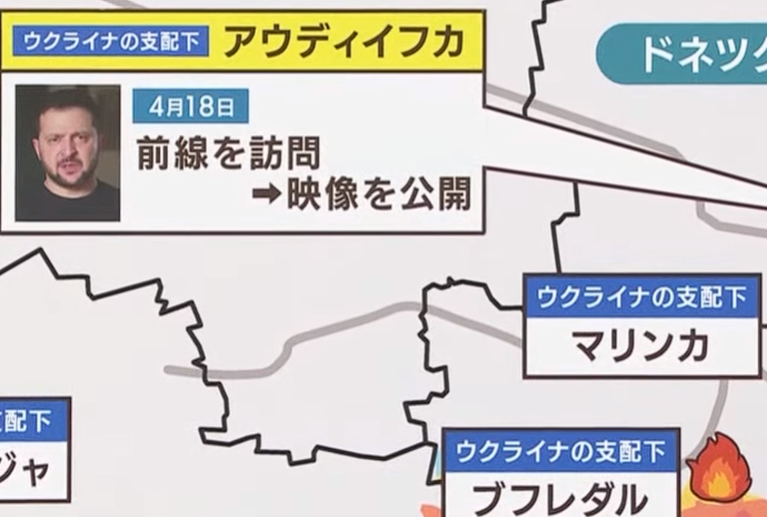 ウクライナの支配下 アウディイフカ
ドネツク
4月18日
前線を訪問
➡映像を公開
ウクライナの支配下
マリンカ
支配下
ジャ
ウクライナの支配下
ブフレダル